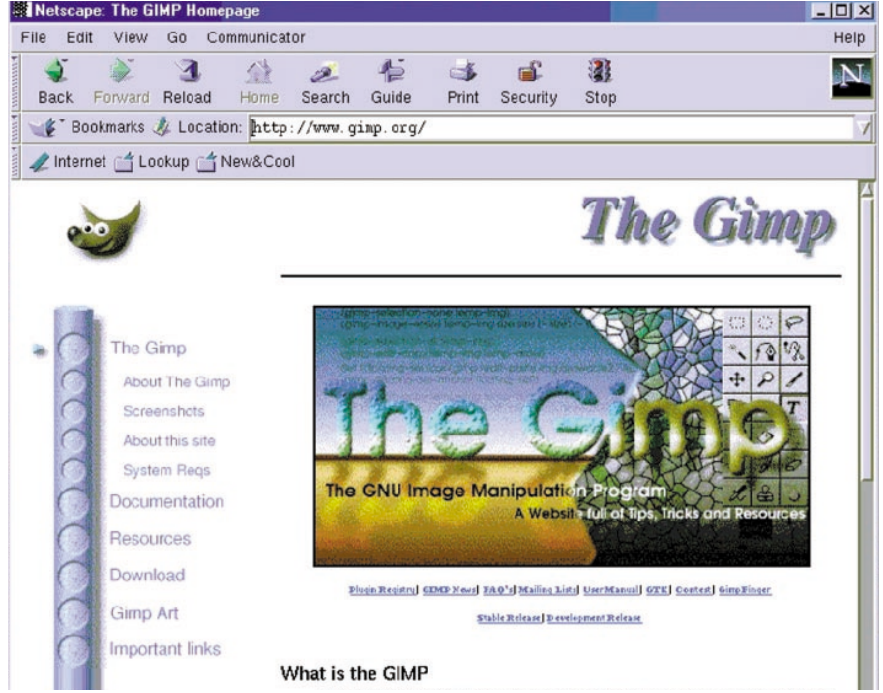 Netscape: The GIMP Homepage
File Edit View Go Communicator Help
Back Forward Reload Home Search Guide Print Security Stop
N
Bookmarks Location: http://www.gimp.org/
Internet Lookup New&Cool
The Gimp
The Gimp
About The Gimp
Screenshots
About this site
System Reqs
Documentation
Resources
Download
Gimp Art
Important links
T
The Gimp
The GNU Image Manipulation Program
A Website full of Tips, Tricks and Resources
Plugin Registry| GIMP News| FAQ's| Mailing Lists| User Manual| GTK| Contest| Gimp Finger
Stable Release| Development Release
What is the GIMP